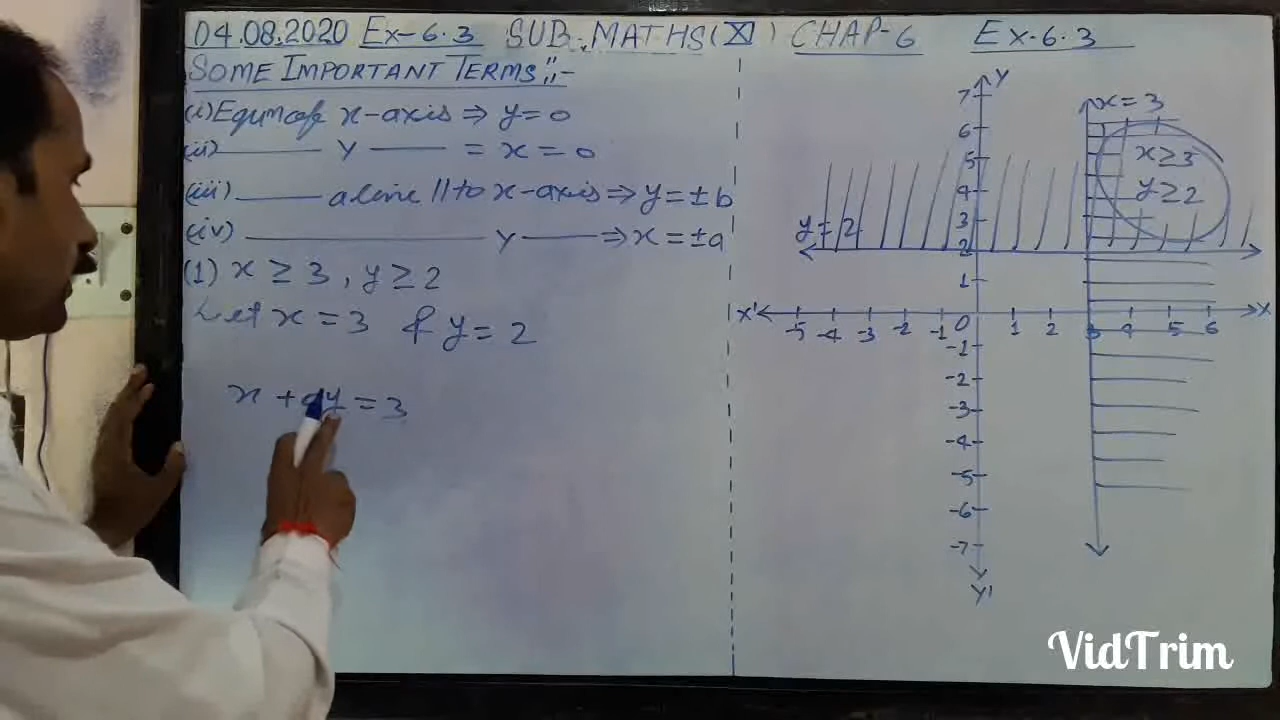 04.08.2020 Ex-6.3 SUB. MATHS(XI) CHAP-6 Ex.6.3
SOME IMPORTANT TERMS:-
(i) Equn of x-axis ⇒ y=0
(ii) ——— y ——— = x = 0
(iii) ——— a line || to x-axis ⇒ y = ±b
(iv) ——— y ——— ⇒ x = ±a
(1) x ≥ 3, y ≥ 2
Let x = 3 & y = 2
x + 0y = 3
Y
7
6
5
4
3
2
1
x = 3
x ≥ 3
y ≥ 2
y = 2
X' -5 -4 -3 -2 -1 0 1 2 3 4 5 6 X
-1
-2
-3
-4
-5
-6
-7
Y'
VidTrim